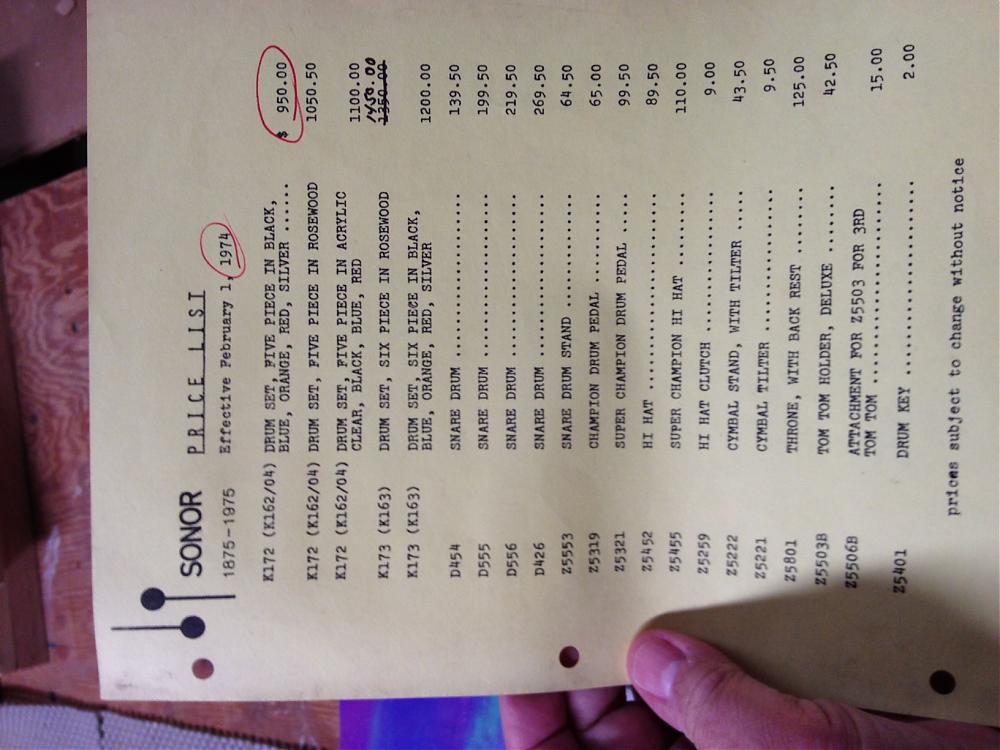 SONOR
PRICE LIST
1875-1975 Effective February 1, 1974
K172 (K162/04) DRUM SET, FIVE PIECE IN BLACK,
BLUE, ORANGE, RED, SILVER ..... $ 950.00
K172 (K162/04) DRUM SET, FIVE PIECE IN ROSEWOOD 1050.50
K172 (K162/04) DRUM SET, FIVE PIECE IN ACRYLIC
CLEAR, BLACK, BLUE, RED 1100.00
1450.00
K173 (K163) DRUM SET, SIX PIECE IN ROSEWOOD 1350.00
K173 (K163) DRUM SET, SIX PIECE IN BLACK,
BLUE, ORANGE, RED, SILVER 1200.00
D454 SNARE DRUM .................... 139.50
D555 SNARE DRUM .................... 199.50
D556 SNARE DRUM .................... 219.50
D426 SNARE DRUM .................... 269.50
Z5553 SNARE DRUM STAND ............... 64.50
Z5319 CHAMPION DRUM PEDAL ............ 65.00
Z5321 SUPER CHAMPION DRUM PEDAL ..... 99.50
Z5452 HI HAT ........................ 89.50
Z5455 SUPER CHAMPION HI HAT ......... 110.00
Z5259 HI HAT CLUTCH .................. 9.00
Z5222 CYMBAL STAND, WITH TILTER ..... 43.50
Z5221 CYMBAL TILTER .................. 9.50
Z5801 THRONE, WITH BACK REST ........ 125.00
Z5503B TOM TOM HOLDER, DELUXE ........ 42.50
Z5506B ATTACHMENT FOR Z5503 FOR 3RD
TOM TOM ........................ 15.00
Z5401 DRUM KEY ....................... 2.00
prices subject to change without notice